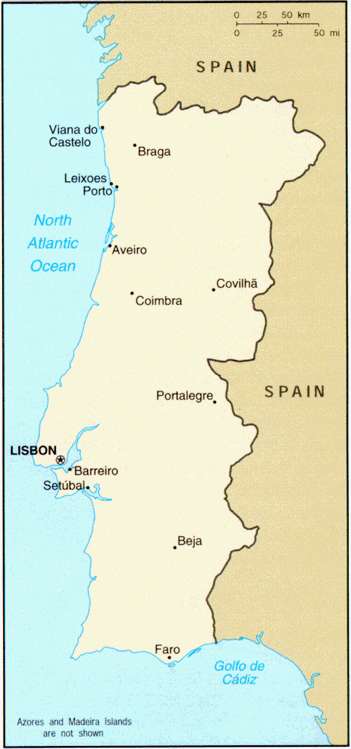 0 25 50 km
0 25 50 mi
SPAIN
Viana do
Castelo
Braga
Leixoes
Porto
North
Atlantic
Ocean
Aveiro
Covilhã
Coimbra
SPAIN
Portalegre
LISBON
Barreiro
Setúbal
Beja
Faro
Golfo de
Cádiz
Azores and Madeira Islands
are not shown